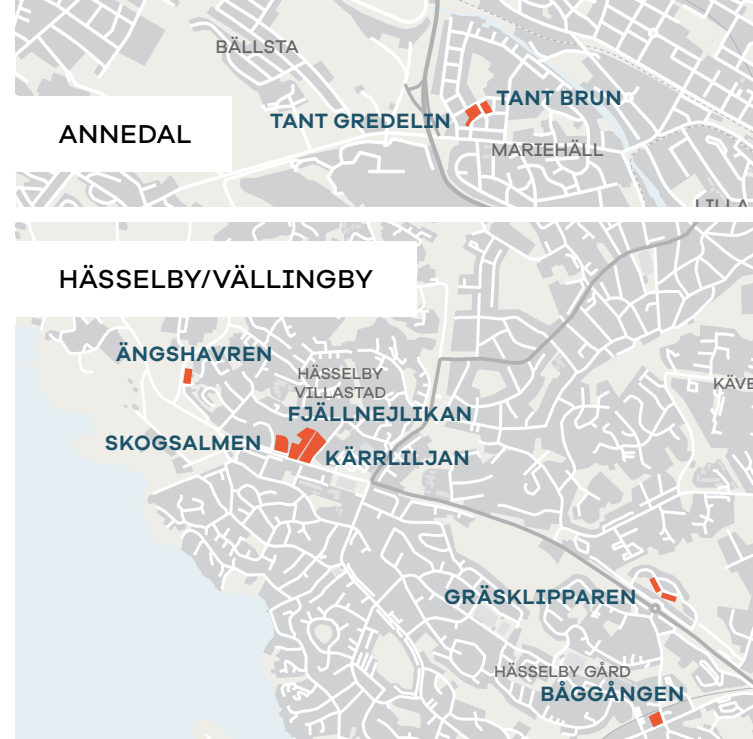 BÄLLSTA
TANT BRUN
TANT GREDELIN
ANNEDAL
MARIEHÄLL
HÄSSELBY/VÄLLINGBY
ÄNGSHAVREN
HÄSSELBY
VILLASTAD
KÄVE
FJÄLLNEJLIKAN
SKOGSALMEN
KÄRRLILJAN
GRÄSKLIPPAREN
HÄSSELBY GÅRD
BÅGGÅNGEN